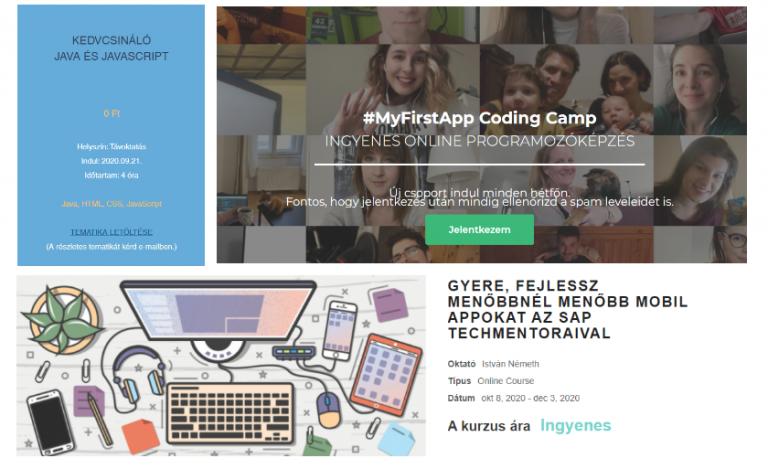 KEDVCSINÁLÓ
JAVA ÉS JAVASCRIPT
0 Ft
Helyszín: Távoktatás
Indul: 2020.09.21.
Időtartam: 4 óra
Java, HTML, CSS, JavaScript
TEMATIKA LETÖLTÉSE
(A részletes tematikát kérd e-mailben.)
#MyFirstApp Coding Camp
INGYENES ONLINE PROGRAMOZÓKÉPZÉS
Új csoport indul minden hétfőn.
Fontos, hogy jelentkezés után mindig ellenőrizd a spam leveleidet is.
Jelentkezem
GYERE, FEJLESSZ
MENŐBBNÉL MENŐBB MOBIL
APPOKAT AZ SAP
TECHMENTORAIVAL
Oktató István Németh
Típus Online Course
Dátum okt 8, 2020 - dec 3, 2020
A kurzus ára Ingyenes